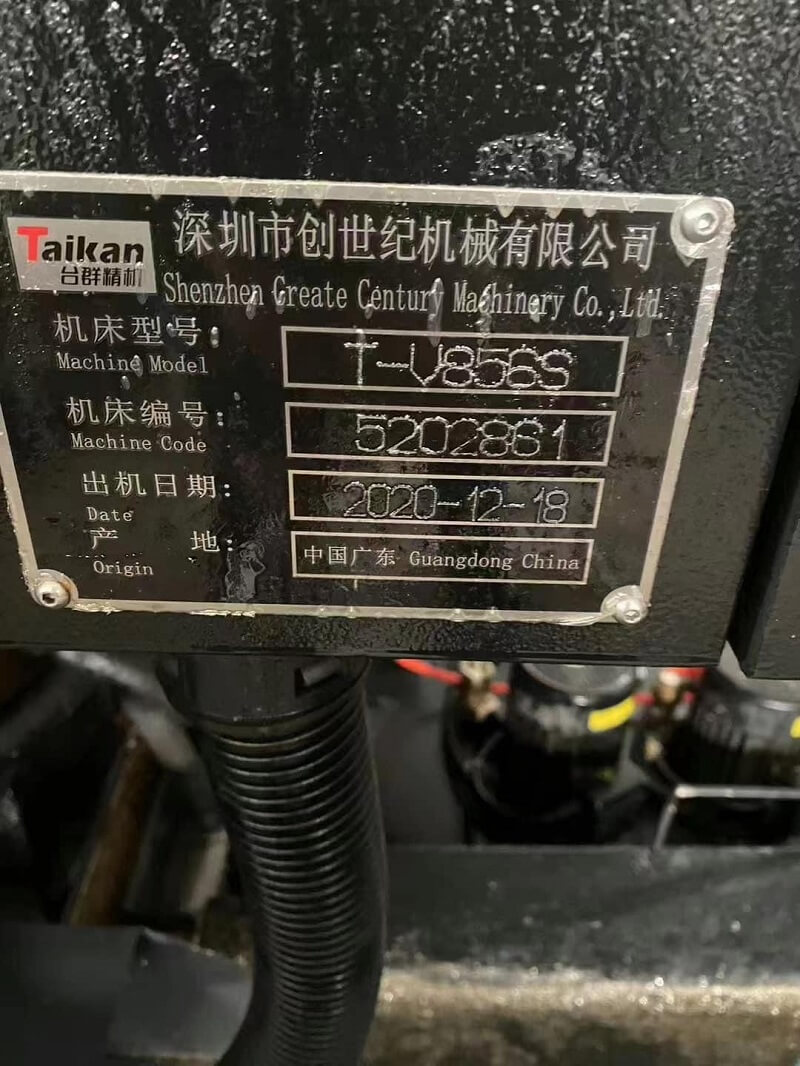 Taikan
台群精机
深圳市创世纪机械有限公司
Shenzhen Create Century Machinery Co.,Ltd.
机床型号:
Machine Model
T-V856S
机床编号:
Machine Code
5202861
出机日期:
Date
2020-12-18
产 地:
Origin
中国广东 Guangdong China